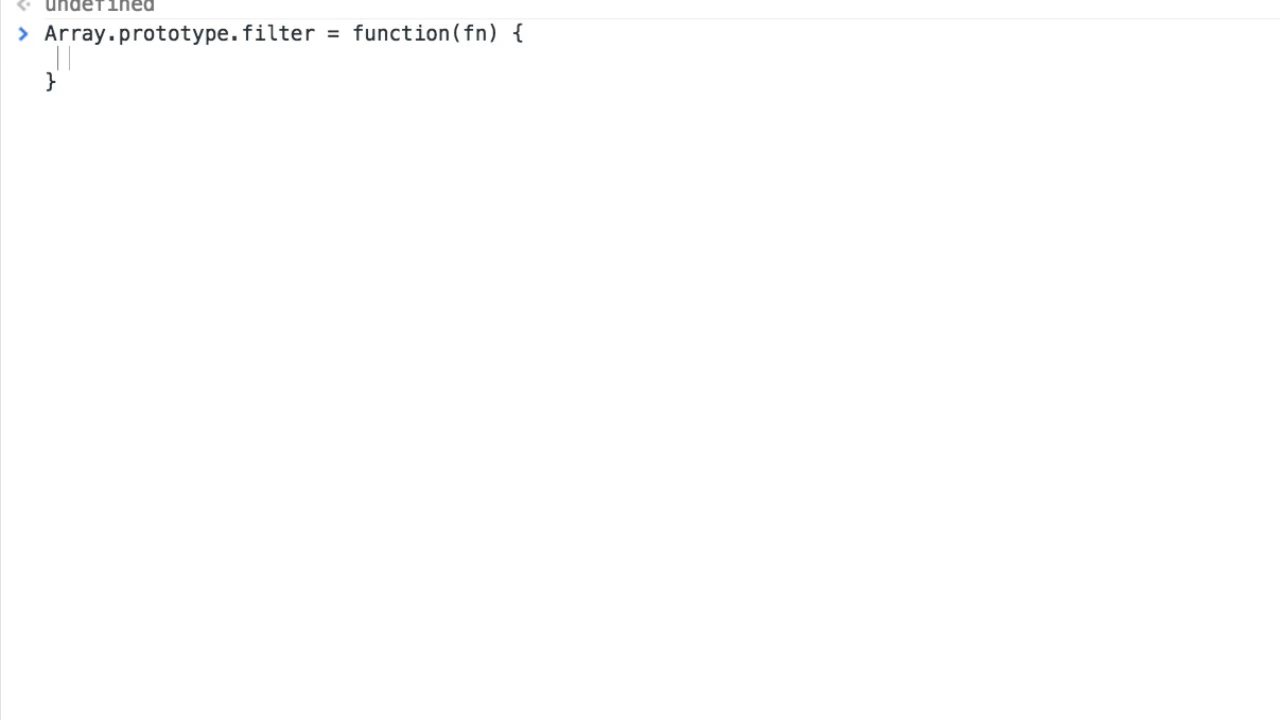 undefined
Array.prototype.filter = function(fn) {
}